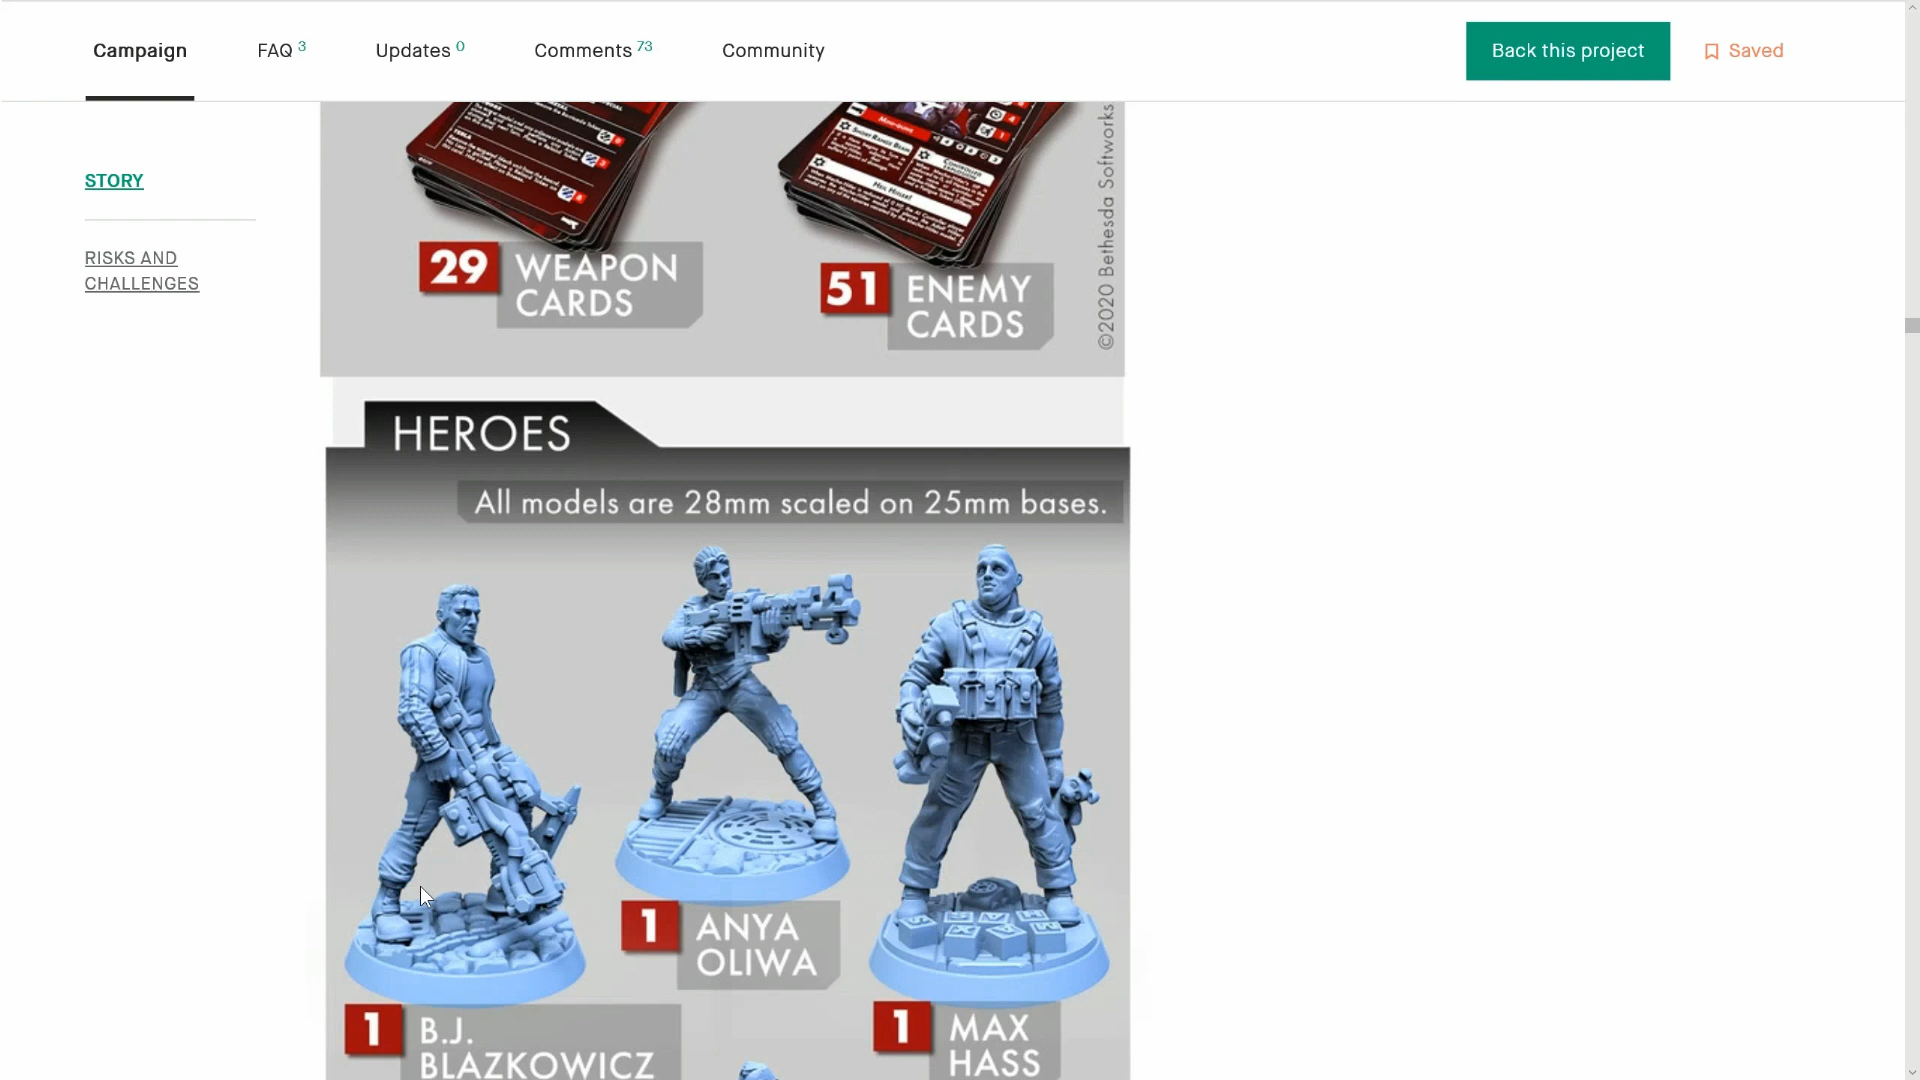 Campaign
FAQ 3
Updates 0
Comments 73
Community
Back this project
Saved
STORY
RISKS AND
CHALLENGES
29 WEAPON
CARDS
51 ENEMY
CARDS
©2020 Bethesda Softworks
HEROES
All models are 28mm scaled on 25mm bases.
1 ANYA
OLIWA
1 B.J.
BLAZKOWICZ
1 MAX
HASS